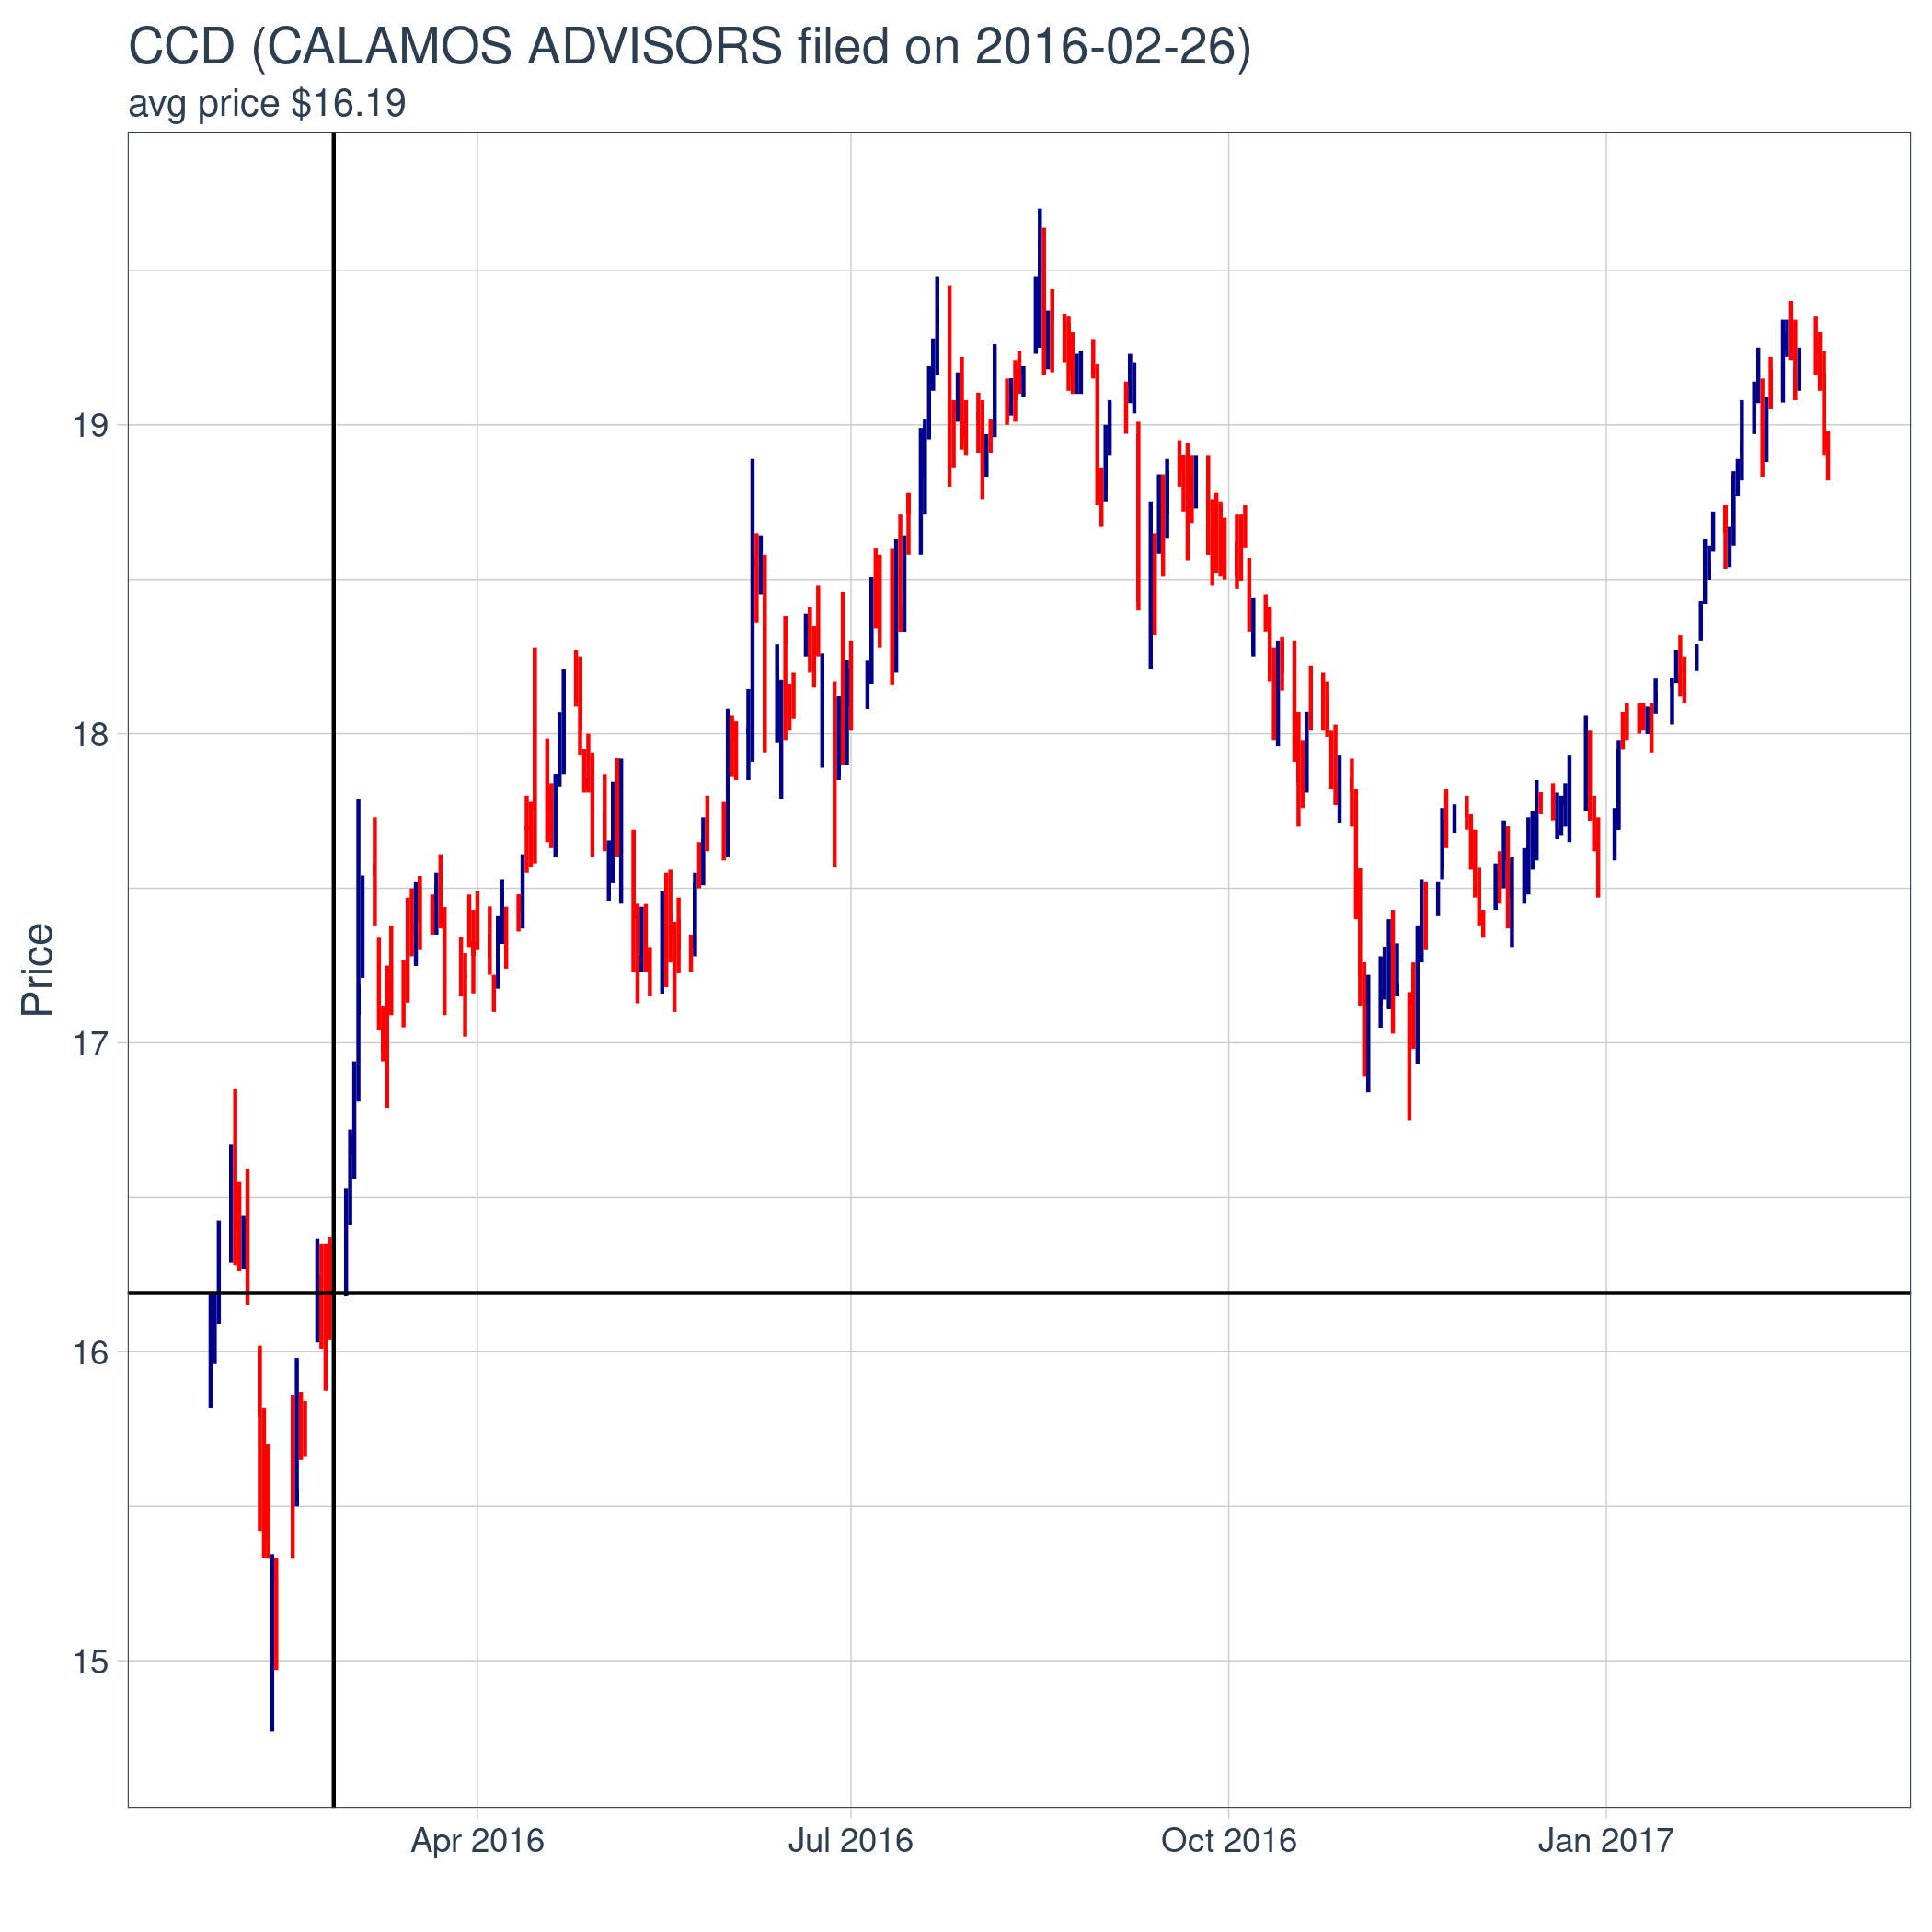 CCD (CALAMOS ADVISORS filed on 2016-02-26)
avg price $16.19
Price
19
18
17
16
15
Apr 2016
Jul 2016
Oct 2016
Jan 2017